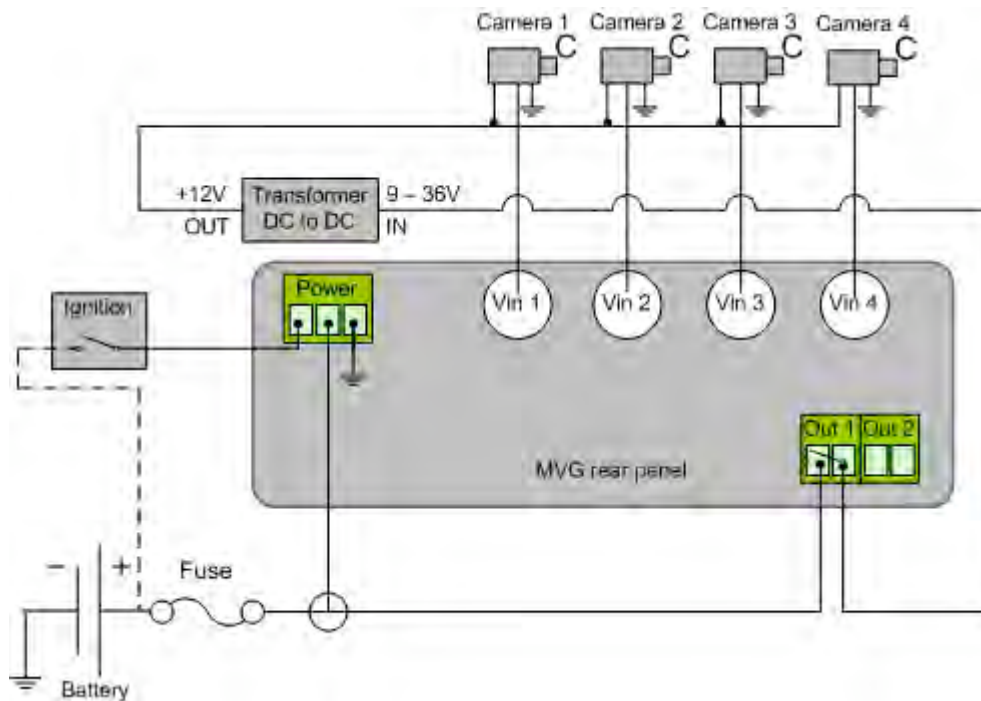 Camera 1 Camera 2 Camera 3 Camera 4
C C C C
+12V Transformer 9 – 36V
OUT DC to DC IN
Power
Ignition
Vin 1 Vin 2 Vin 3 Vin 4
Out 1 Out 2
MVG rear panel
– + Fuse
Battery